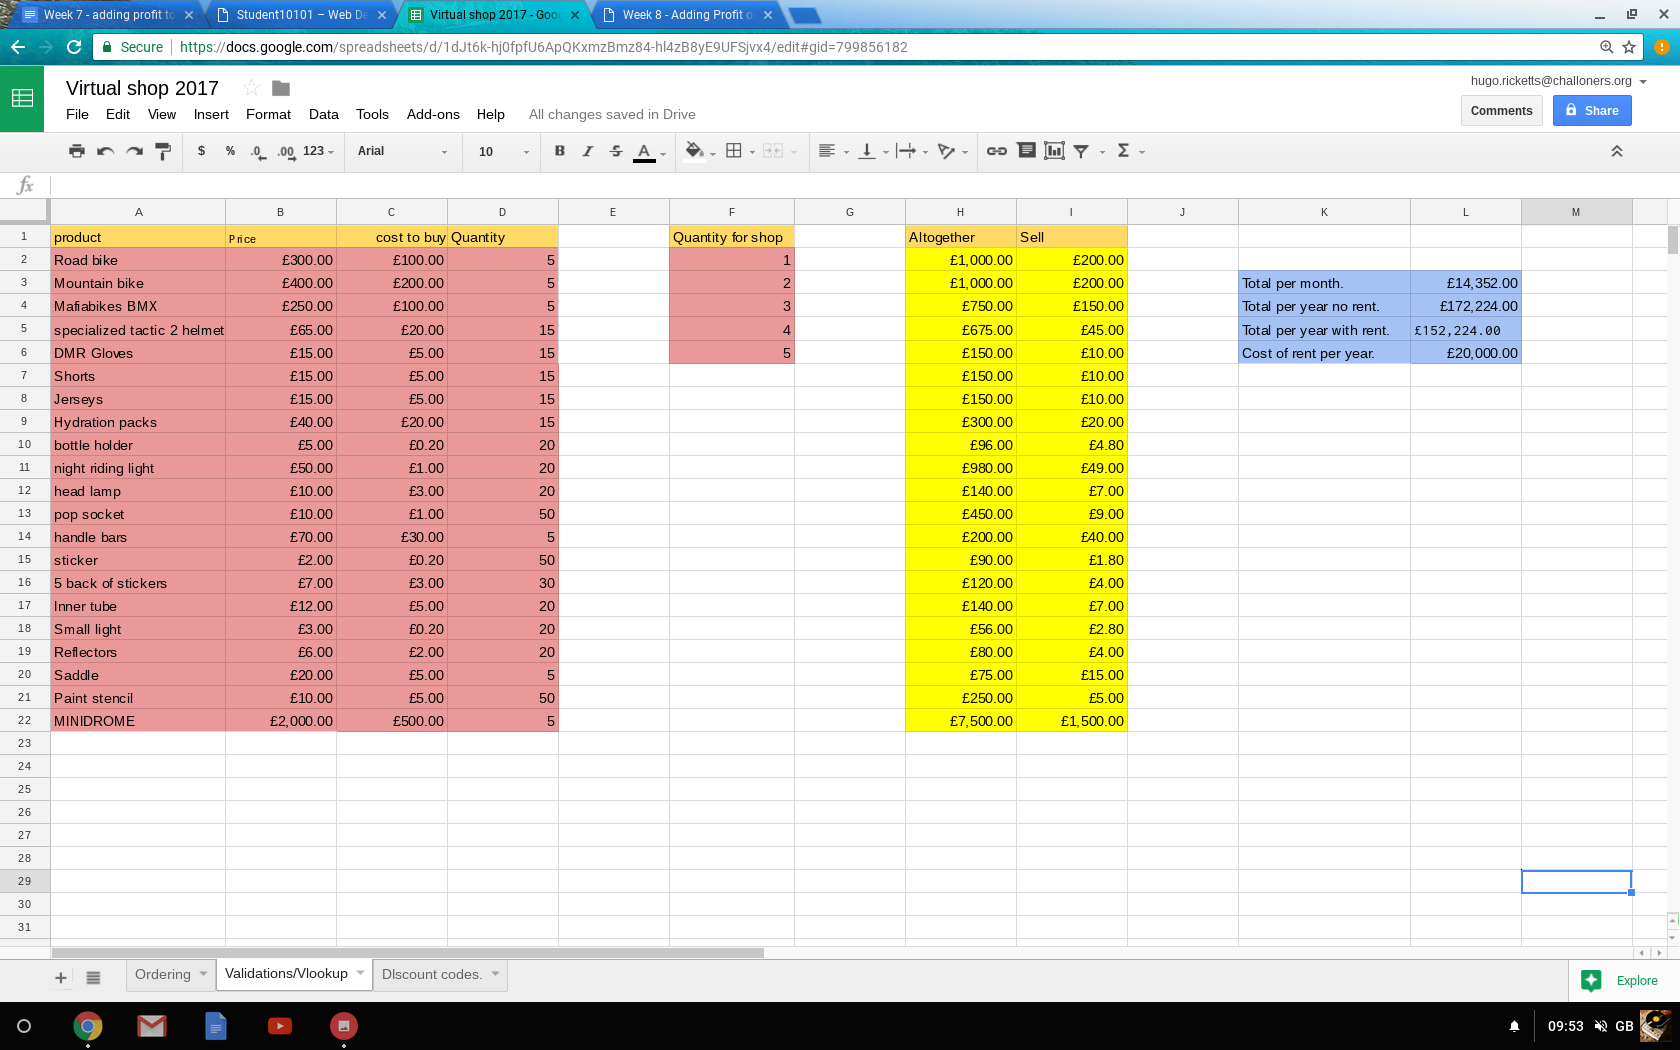 Week 7 - adding profit to
Student10101 – Web De
Virtual shop 2017 - Goo
Week 8 - Adding Profit o
Secure https://docs.google.com/spreadsheets/d/1dJt6k-hj0fpfU6ApQKxmzBmz84-hl4zB8yE9UFSjvx4/edit#gid=799856182
Virtual shop 2017
hugo.ricketts@challoners.org
File Edit View Insert Format Data Tools Add-ons Help All changes saved in Drive
Comments Share
$ % .0 .00 123 Arial 10 B I S A Σ
fx
A B C D E F G H I J K L M
1 product Price cost to buy Quantity Quantity for shop Altogether Sell
2 Road bike £300.00 £100.00 5 1 £1,000.00 £200.00
3 Mountain bike £400.00 £200.00 5 2 £1,000.00 £200.00 Total per month. £14,352.00
4 Mafiabikes BMX £250.00 £100.00 5 3 £750.00 £150.00 Total per year no rent. £172,224.00
5 specialized tactic 2 helmet £65.00 £20.00 15 4 £675.00 £45.00 Total per year with rent. £152,224.00
6 DMR Gloves £15.00 £5.00 15 5 £150.00 £10.00 Cost of rent per year. £20,000.00
7 Shorts £15.00 £5.00 15 £150.00 £10.00
8 Jerseys £15.00 £5.00 15 £150.00 £10.00
9 Hydration packs £40.00 £20.00 15 £300.00 £20.00
10 bottle holder £5.00 £0.20 20 £96.00 £4.80
11 night riding light £50.00 £1.00 20 £980.00 £49.00
12 head lamp £10.00 £3.00 20 £140.00 £7.00
13 pop socket £10.00 £1.00 50 £450.00 £9.00
14 handle bars £70.00 £30.00 5 £200.00 £40.00
15 sticker £2.00 £0.20 50 £90.00 £1.80
16 5 back of stickers £7.00 £3.00 30 £120.00 £4.00
17 Inner tube £12.00 £5.00 20 £140.00 £7.00
18 Small light £3.00 £0.20 20 £56.00 £2.80
19 Reflectors £6.00 £2.00 20 £80.00 £4.00
20 Saddle £20.00 £5.00 5 £75.00 £15.00
21 Paint stencil £10.00 £5.00 50 £250.00 £5.00
22 MINIDROME £2,000.00 £500.00 5 £7,500.00 £1,500.00
23
24
25
26
27
28
29
30
31
Ordering Validations/Vlookup DIscount codes. Explore
09:53 GB